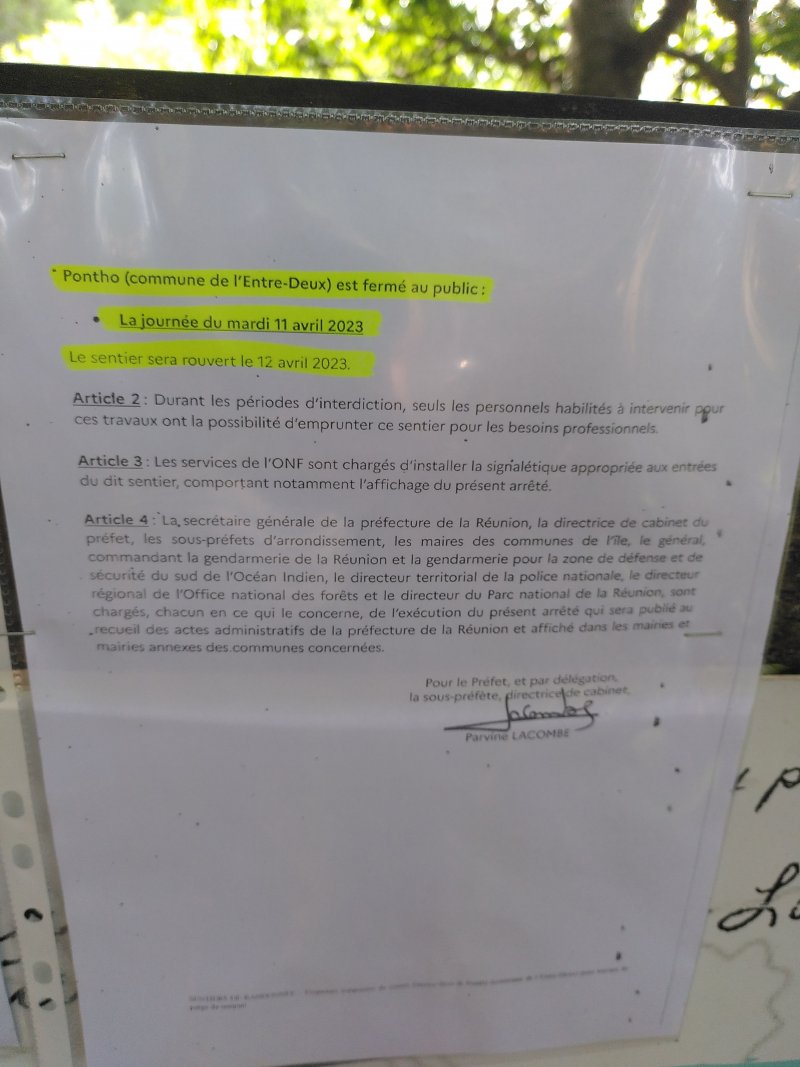 Pontho (commune de l'Entre-Deux) est fermé au public :
• La journée du mardi 11 avril 2023
Le sentier sera rouvert le 12 avril 2023.
Article 2 : Durant les périodes d'interdiction, seuls les personnels habilités à intervenir pour
ces travaux ont la possibilité d'emprunter ce sentier pour les besoins professionnels.
Article 3 : Les services de l'ONF sont chargés d'installer la signalétique appropriée aux entrées
du dit sentier, comportant notamment l'affichage du présent arrêté.
Article 4 : La secrétaire générale de la préfecture de la Réunion, la directrice de cabinet du
préfet, les sous-préfets d'arrondissement, les maires des communes de l'île, le général,
commandant la gendarmerie de la Réunion et la gendarmerie pour la zone de défense et de
sécurité du sud de l'Océan Indien, le directeur territorial de la police nationale, le directeur
régional de l'Office national des forêts et le directeur du Parc national de la Réunion, sont
chargés, chacun en ce qui le concerne, de l'exécution du présent arrêté qui sera publié au
recueil des actes administratifs de la préfecture de la Réunion et affiché dans les mairies et
mairies annexes des communes concernées.
Pour le Préfet, et par délégation,
la sous-préfète, directrice de cabinet,
Parvine LACOMBE